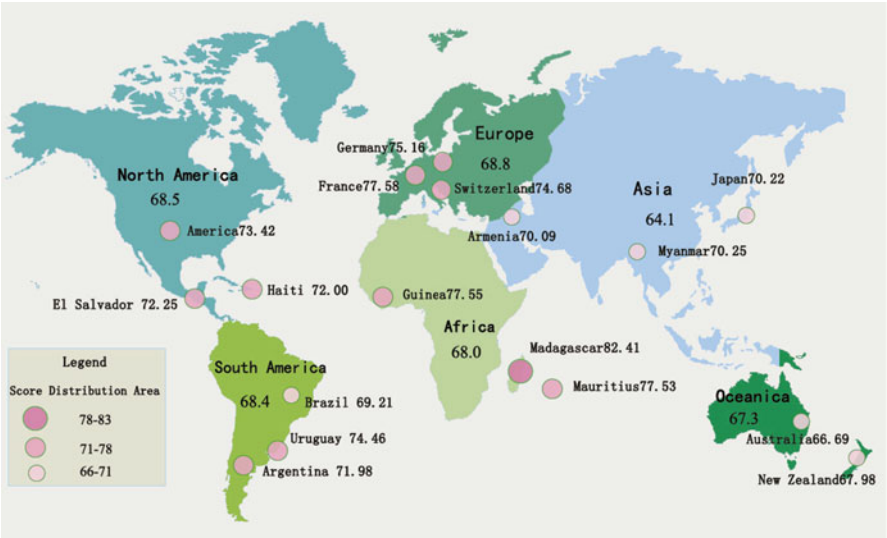 Germany75.16
Europe
68.8
France77.58
Switzerland74.68
North America
68.5
America73.42
Asia
64.1
Japan70.22
Armenia70.09
Myanmar70.25
El Salvador 72.25
Haiti 72.00
Guinea77.55
Africa
68.0
Madagascar82.41
Mauritius77.53
South America
68.4
Brazil 69.21
Uruguay 74.46
Argentina 71.98
Oceanica
67.3
Australia66.69
New Zealand67.98
Legend
Score Distribution Area
78-83
71-78
66-71